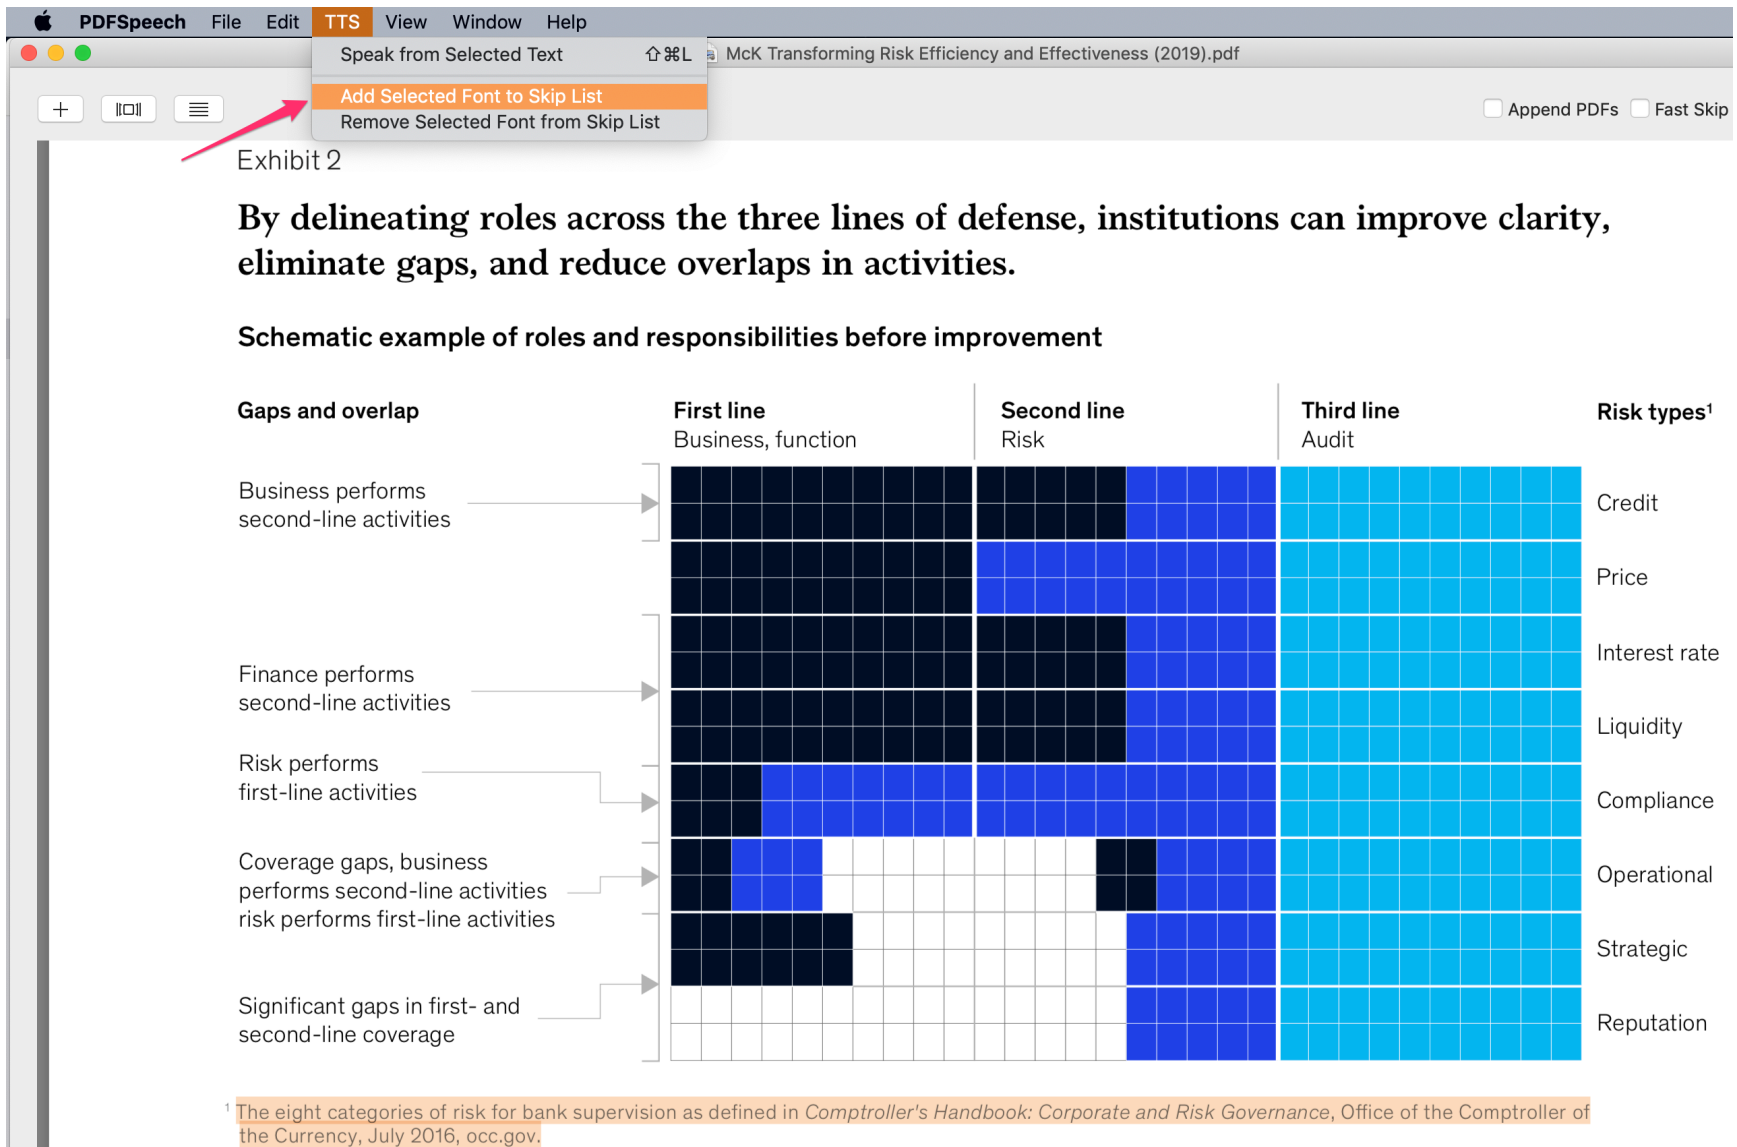 PDFSpeech File Edit TTS View Window Help
Speak from Selected Text ⇧⌘L
McK Transforming Risk Efficiency and Effectiveness (2019).pdf
Add Selected Font to Skip List
Remove Selected Font from Skip List
Append PDFs Fast Skip
Exhibit 2
By delineating roles across the three lines of defense, institutions can improve clarity,
eliminate gaps, and reduce overlaps in activities.
Schematic example of roles and responsibilities before improvement
Gaps and overlap
First line
Business, function
Second line
Risk
Third line
Audit
Risk types¹
Business performs
second-line activities
Credit
Price
Finance performs
second-line activities
Interest rate
Liquidity
Risk performs
first-line activities
Compliance
Coverage gaps, business
performs second-line activities
risk performs first-line activities
Operational
Strategic
Significant gaps in first- and
second-line coverage
Reputation
¹ The eight categories of risk for bank supervision as defined in Comptroller's Handbook: Corporate and Risk Governance, Office of the Comptroller of
the Currency, July 2016, occ.gov.